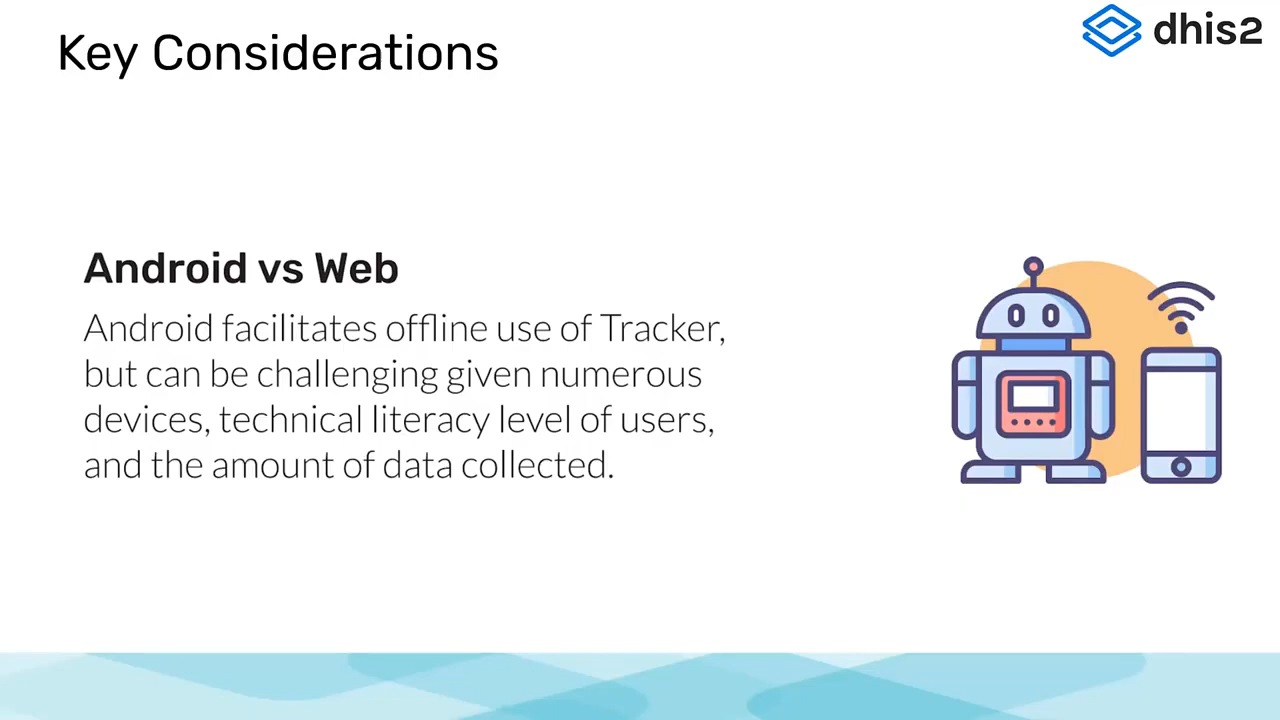 Key Considerations
dhis2
Android vs Web
Android facilitates offline use of Tracker,
but can be challenging given numerous
devices, technical literacy level of users,
and the amount of data collected.